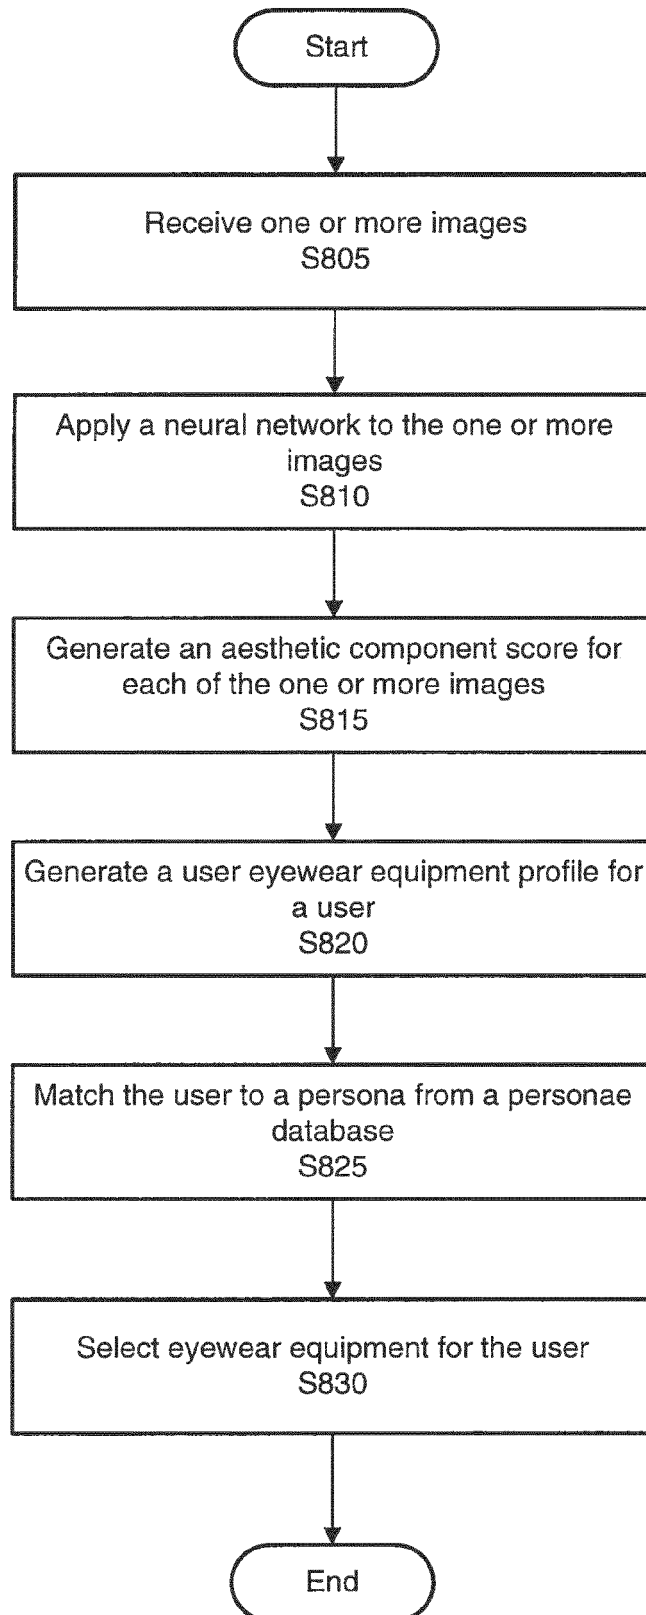 Start
Receive one or more images
S805
Apply a neural network to the one or more
images
S810
Generate an aesthetic component score for
each of the one or more images
S815
Generate a user eyewear equipment profile for
a user
S820
Match the user to a persona from a personae
database
S825
Select eyewear equipment for the user
S830
End